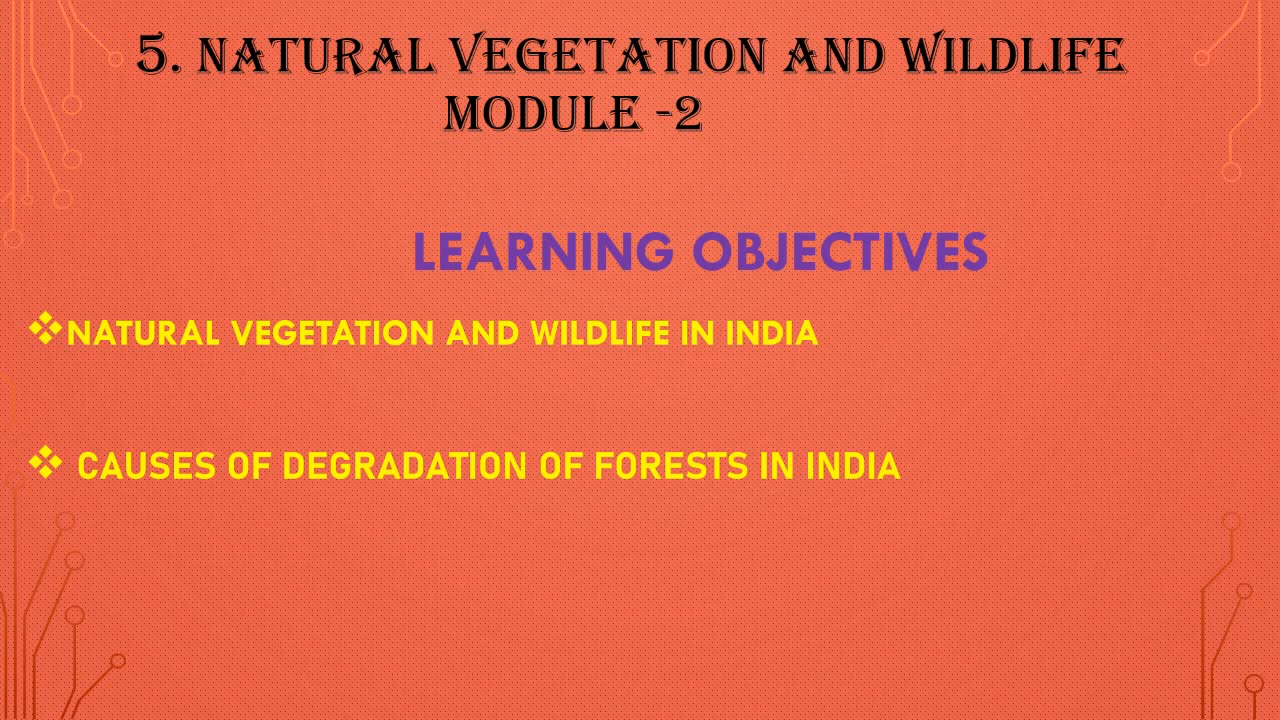 5. NATURAL VEGETATION AND WILDLIFE
MODULE -2
LEARNING OBJECTIVES
❖NATURAL VEGETATION AND WILDLIFE IN INDIA
❖ CAUSES OF DEGRADATION OF FORESTS IN INDIA